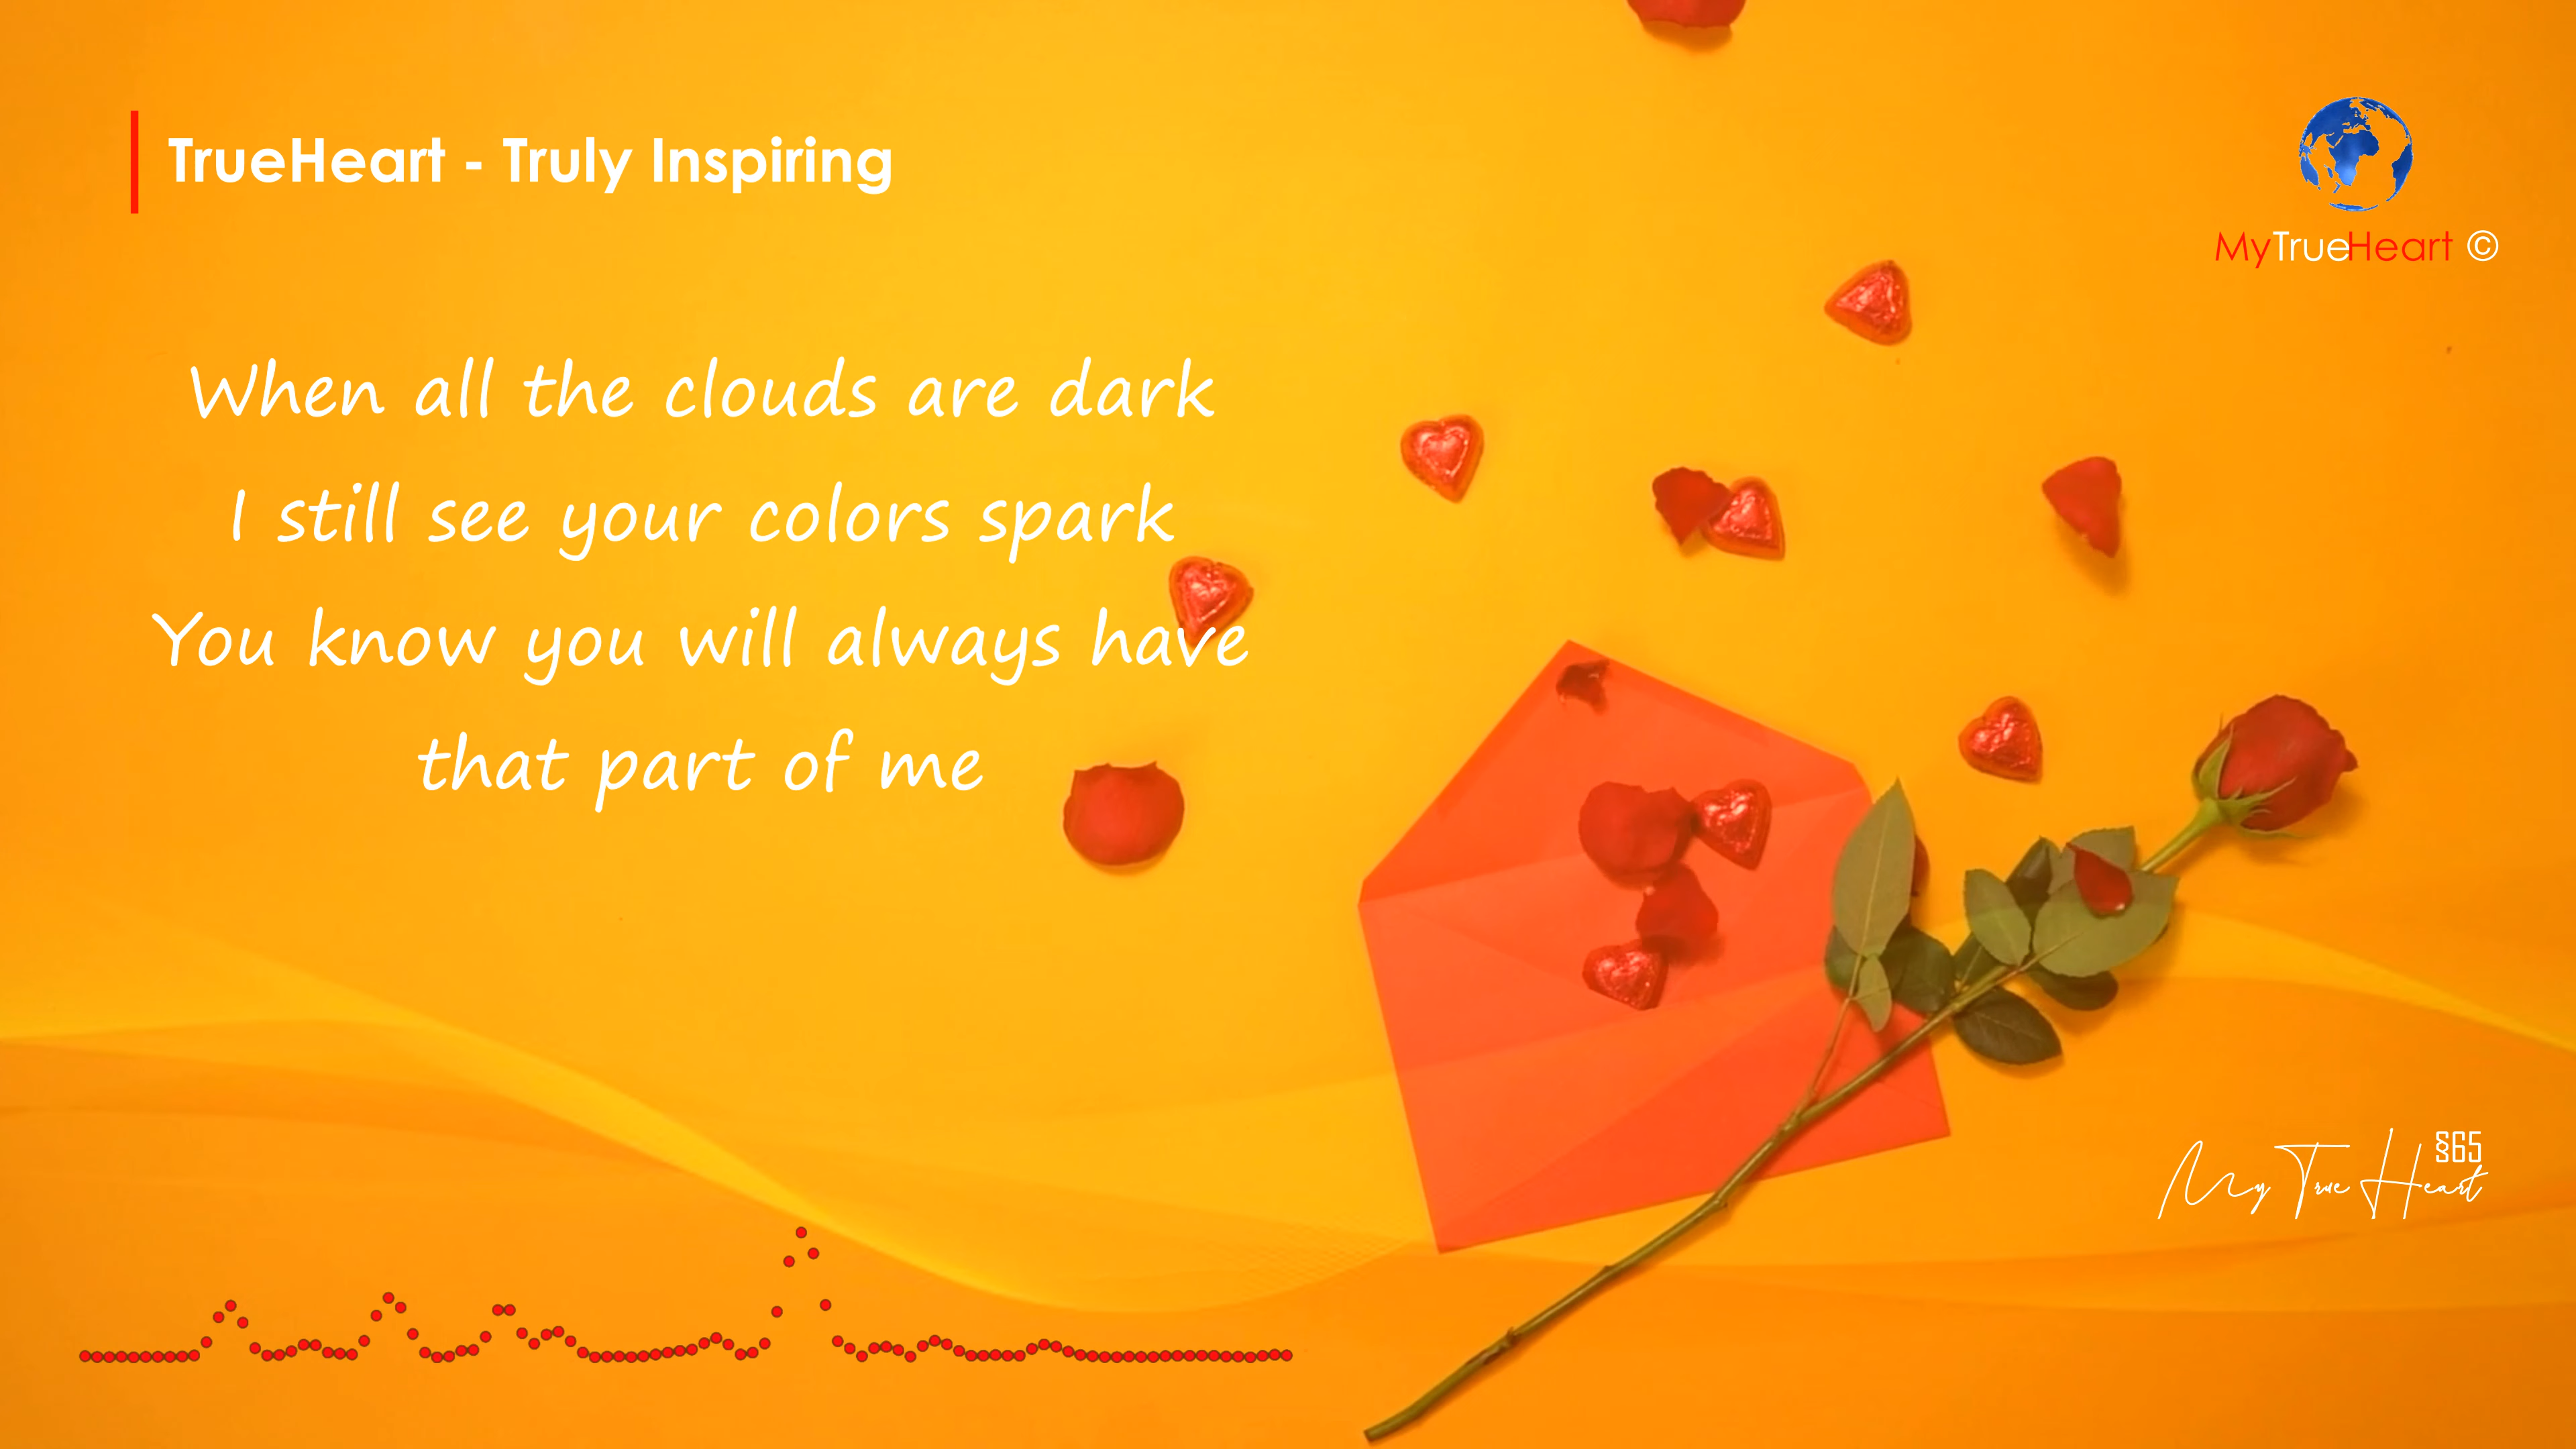 TrueHeart - Truly Inspiring
MyTrueHeart ©
When all the clouds are dark
I still see your colors spark
You know you will always have
that part of me
§65
My True Heart